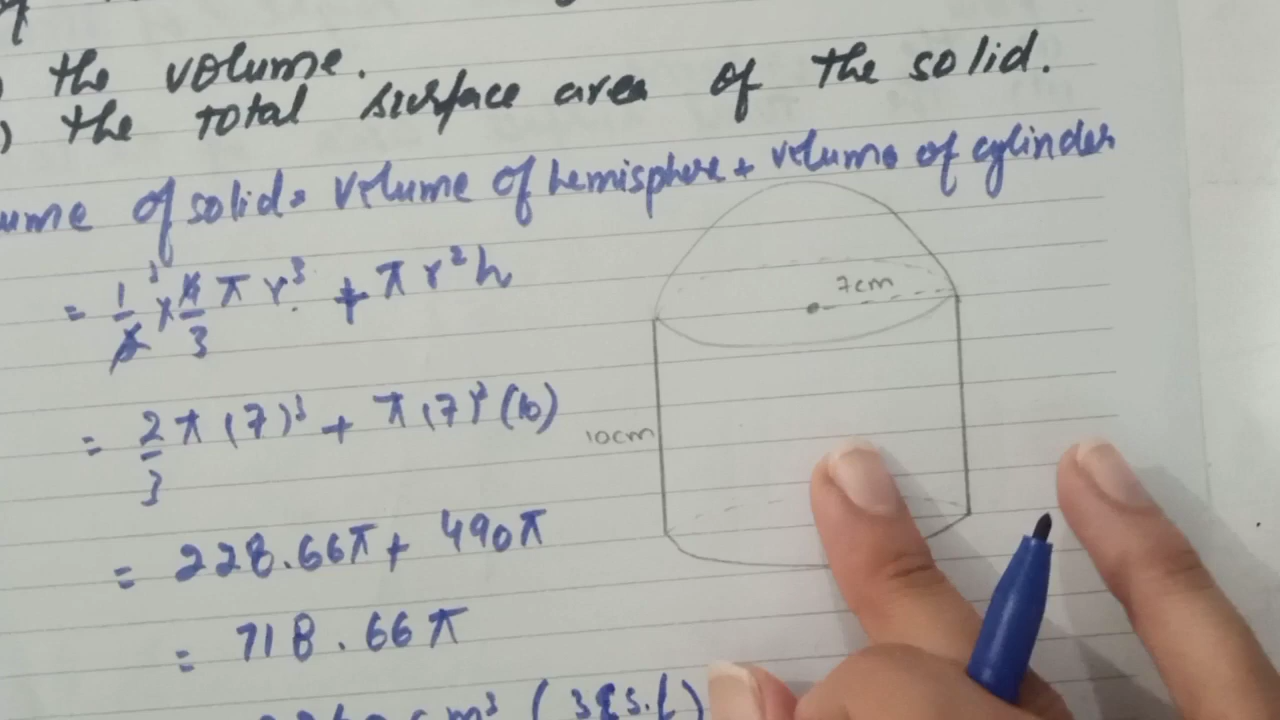 the volume.
) the total surface area of the solid.
ume of solid = volume of hemisphere + volume of cylinder
= 1/2 × 4/3 π r³ + π r² h
7cm
= 2/3 π (7)³ + π (7)² (10)
10cm
= 228.66π + 490π
= 718.66π
cm³ (3 s.f)